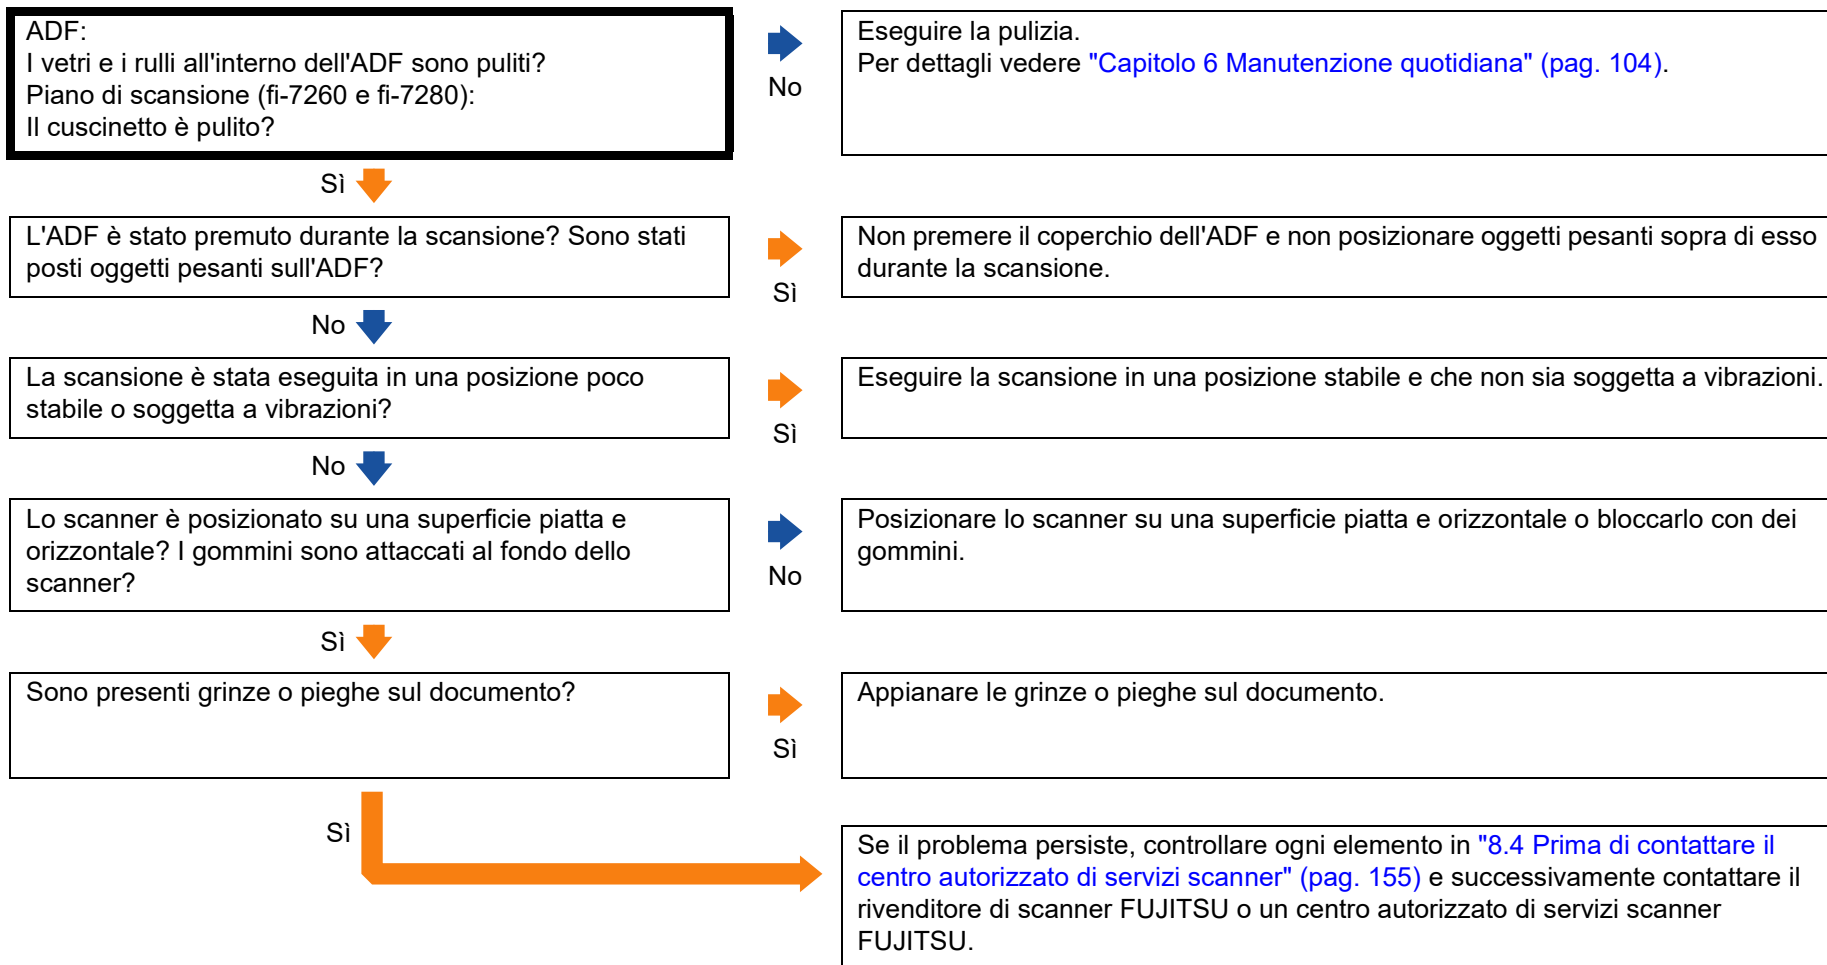 ADF:
I vetri e i rulli all'interno dell'ADF sono puliti?
Piano di scansione (fi-7260 e fi-7280):
Il cuscinetto è pulito?
No
Eseguire la pulizia.
Per dettagli vedere "Capitolo 6 Manutenzione quotidiana" (pag. 104).
Sì
L'ADF è stato premuto durante la scansione? Sono stati
posti oggetti pesanti sull'ADF?
Sì
Non premere il coperchio dell'ADF e non posizionare oggetti pesanti sopra di esso
durante la scansione.
No
La scansione è stata eseguita in una posizione poco
stabile o soggetta a vibrazioni?
Sì
Eseguire la scansione in una posizione stabile e che non sia soggetta a vibrazioni.
No
Lo scanner è posizionato su una superficie piatta e
orizzontale? I gommini sono attaccati al fondo dello
scanner?
No
Posizionare lo scanner su una superficie piatta e orizzontale o bloccarlo con dei
gommini.
Sì
Sono presenti grinze o pieghe sul documento?
Sì
Appianare le grinze o pieghe sul documento.
Sì
Se il problema persiste, controllare ogni elemento in "8.4 Prima di contattare il
centro autorizzato di servizi scanner" (pag. 155) e successivamente contattare il
rivenditore di scanner FUJITSU o un centro autorizzato di servizi scanner
FUJITSU.